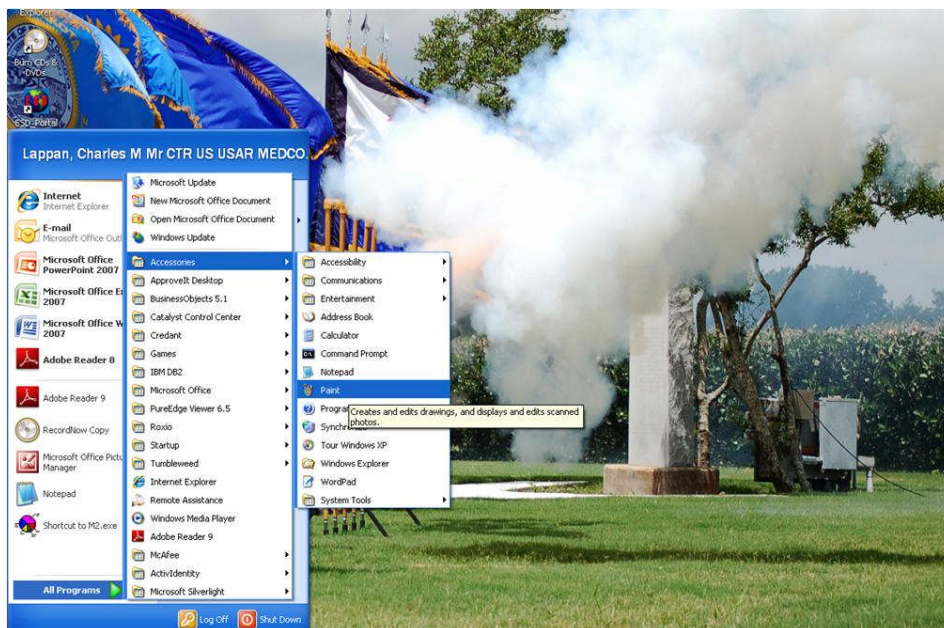 Explorer
Burn CDs &
DVDs
ESD_Portal
Lappan, Charles M Mr CTR US USAR MEDCO
Internet
Internet Explorer
E-mail
Microsoft Office Outl
Microsoft Office
PowerPoint 2007
Microsoft Office E
2007
Microsoft Office W
2007
Adobe Reader 8
Adobe Reader 9
RecordNow Copy
Microsoft Office Pictu
Manager
Notepad
Shortcut to M2.exe
All Programs
Microsoft Update
New Microsoft Office Document
Open Microsoft Office Document
Windows Update
Accessories
ApproveIt Desktop
BusinessObjects 5.1
Catalyst Control Center
Credant
Games
IBM DB2
Microsoft Office
PureEdge Viewer 6.5
Roxio
Startup
Tumbleweed
Internet Explorer
Remote Assistance
Windows Media Player
Adobe Reader 9
McAfee
ActivIdentity
Microsoft Silverlight
Accessibility
Communications
Entertainment
Address Book
Calculator
Command Prompt
Notepad
Paint
Progra
Creates and edits drawings, and displays and edits scanned
photos.
Synchro
Tour Windows XP
Windows Explorer
WordPad
System Tools
Log Off
Shut Down